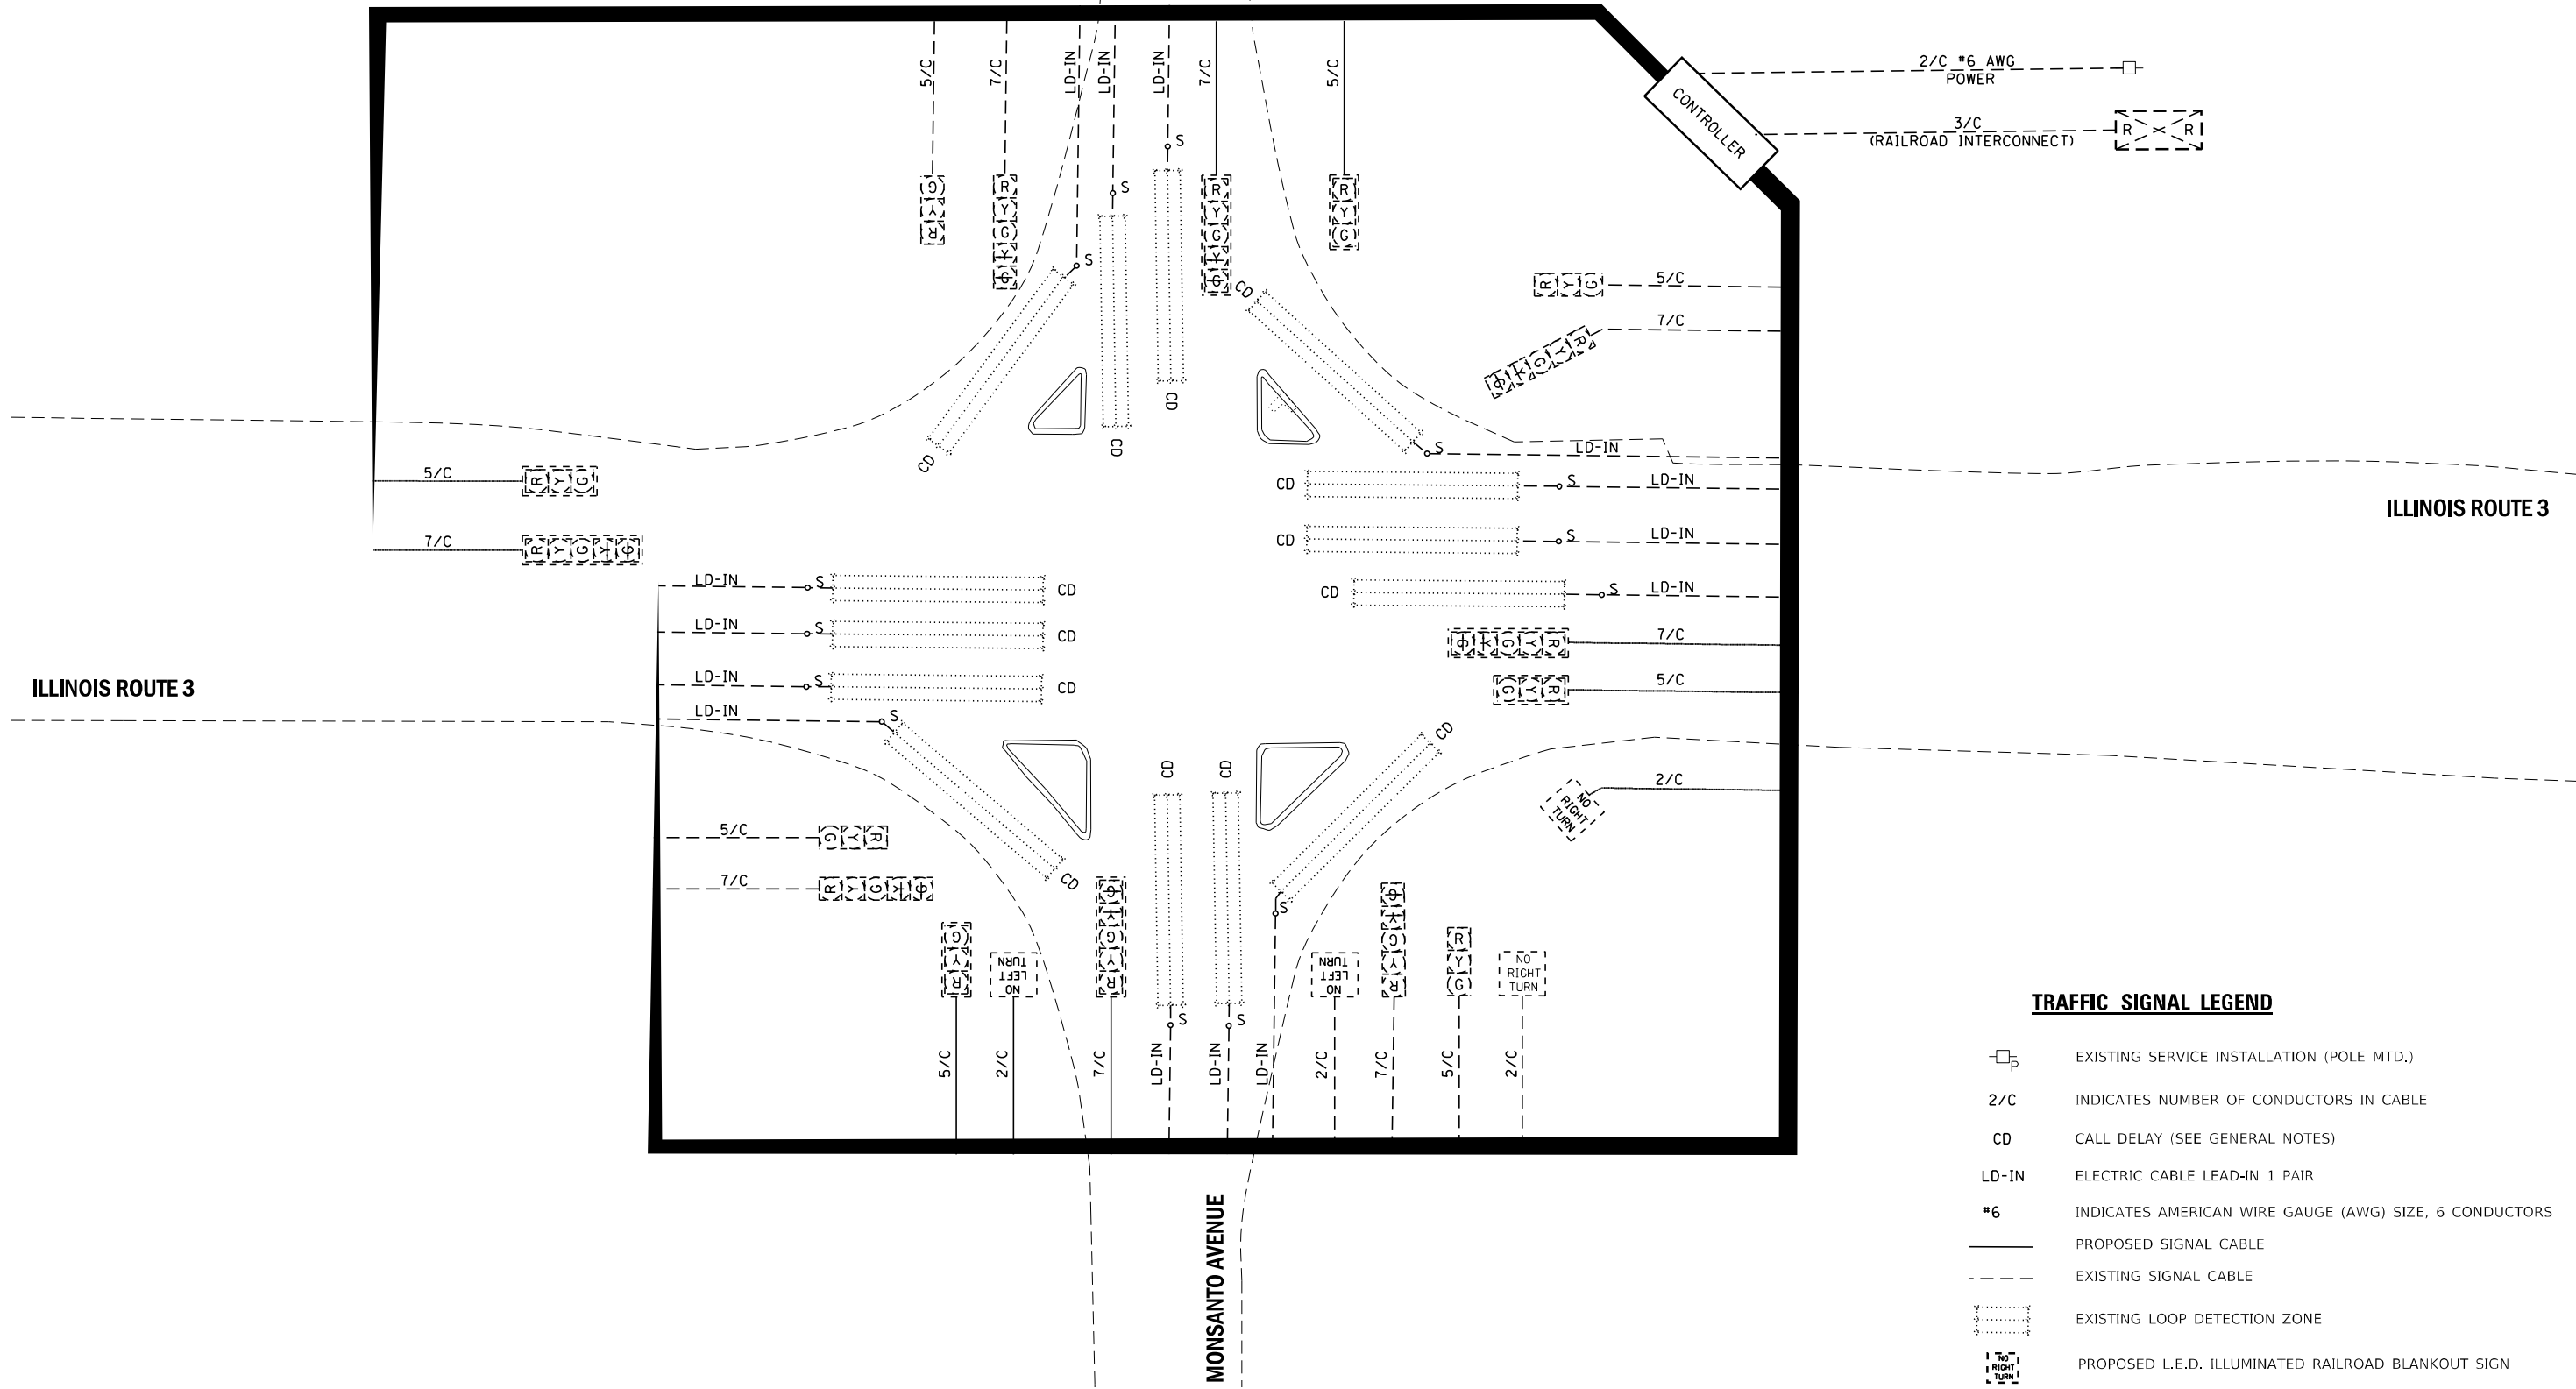 5/C
7/C
LD-IN
LD-IN
LD-IN
7/C
5/C
2/C #6 AWG
POWER
CONTROLLER
3/C
(RAILROAD INTERCONNECT)
R R
S
S
S
G Y R
R Y G
R Y G
R Y G
CD
CD
CD
CD
R Y G
5/C
R Y G
7/C
S
LD-IN
5/C
R Y G
7/C
R Y G
CD
S
LD-IN
CD
S
LD-IN
CD
S
LD-IN
ILLINOIS ROUTE 3
LD-IN
S
CD
LD-IN
S
CD
LD-IN
S
CD
LD-IN
S
R Y G
7/C
R Y G
5/C
ILLINOIS ROUTE 3
CD
CD
CD
CD
NO
RIGHT
TURN
2/C
5/C
R Y G
7/C
R Y G
G Y R
NO
LEFT
TURN
G Y R
S
S
S
NO
LEFT
TURN
G Y R
R Y G
NO
RIGHT
TURN
5/C
2/C
7/C
LD-IN
LD-IN
LD-IN
2/C
7/C
5/C
2/C
MONSANTO AVENUE
TRAFFIC SIGNAL LEGEND
P EXISTING SERVICE INSTALLATION (POLE MTD.)
2/C INDICATES NUMBER OF CONDUCTORS IN CABLE
CD CALL DELAY (SEE GENERAL NOTES)
LD-IN ELECTRIC CABLE LEAD-IN 1 PAIR
#6 INDICATES AMERICAN WIRE GAUGE (AWG) SIZE, 6 CONDUCTORS
PROPOSED SIGNAL CABLE
EXISTING SIGNAL CABLE
EXISTING LOOP DETECTION ZONE
NO
RIGHT
TURN
PROPOSED L.E.D. ILLUMINATED RAILROAD BLANKOUT SIGN